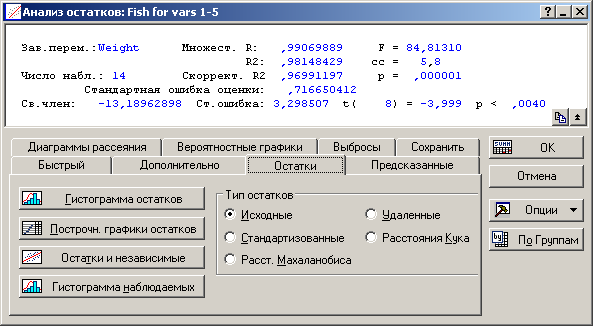 Анализ остатков: Fish for vars 1-5
Зав.перем.:Weight Множест. R: ,99069889 F = 84,81310
R2: ,98148429 сс = 5,8
Число набл.: 14 Скоррект. R2 ,96991197 p = ,000001
Стандартная ошибка оценки: ,716650412
Св.член: -13,18962898 Ст.ошибка: 3,298507 t( 8) = -3,999 p < ,0040
Диаграммы рассеяния Вероятностные графики Выбросы Сохранить
Быстрый Дополнительно Остатки Предсказанные
Гистограмма остатков
Построчн. графики остатков
Остатки и независимые
Гистограмма наблюдаемых
Тип остатков
Исходные Удаленные
Стандартизованные Расстояния Кука
Расст. Махаланобиса
SUMM OK
Отмена
Опции
by По Группам